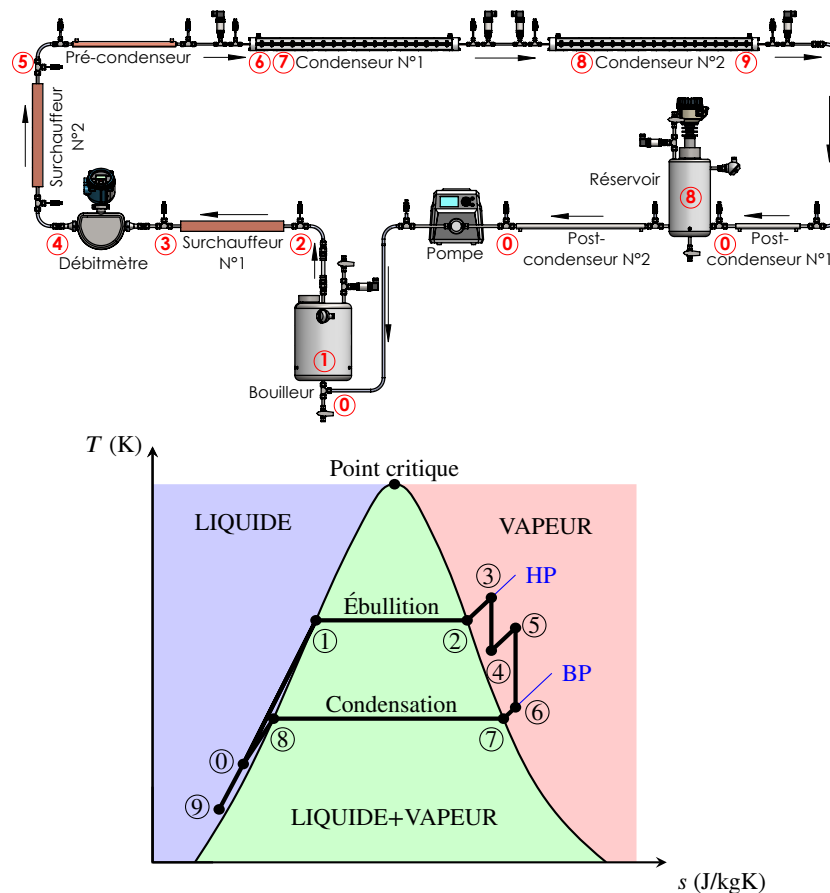 Pré-condenseur
⑤
⑥ ⑦ Condenseur N°1
⑧ Condenseur N°2 ⑨
Surchauffeur
N°2
Réservoir
⑧
④
Débitmètre
③
Surchauffeur
N°1
②
Pompe
⓪
Post-
condenseur N°2
⓪
Post-
condenseur N°1
①
Bouilleur
⓪
T (K)
Point critique
LIQUIDE
VAPEUR
③
HP
Ébullition
①
②
④
⑤
BP
Condensation
⑥
⑧
⑦
⓪
⑨
LIQUIDE+VAPEUR
s (J/kgK)